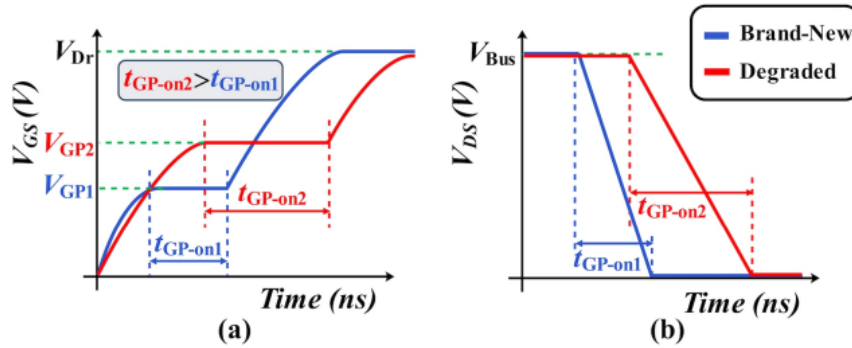 V_Dr
t_GP-on2>t_GP-on1
V_GS (V)
V_GP2
V_GP1
t_GP-on2
t_GP-on1
Time (ns)
(a)
Brand-New
Degraded
V_Bus
V_DS (V)
t_GP-on2
t_GP-on1
Time (ns)
(b)